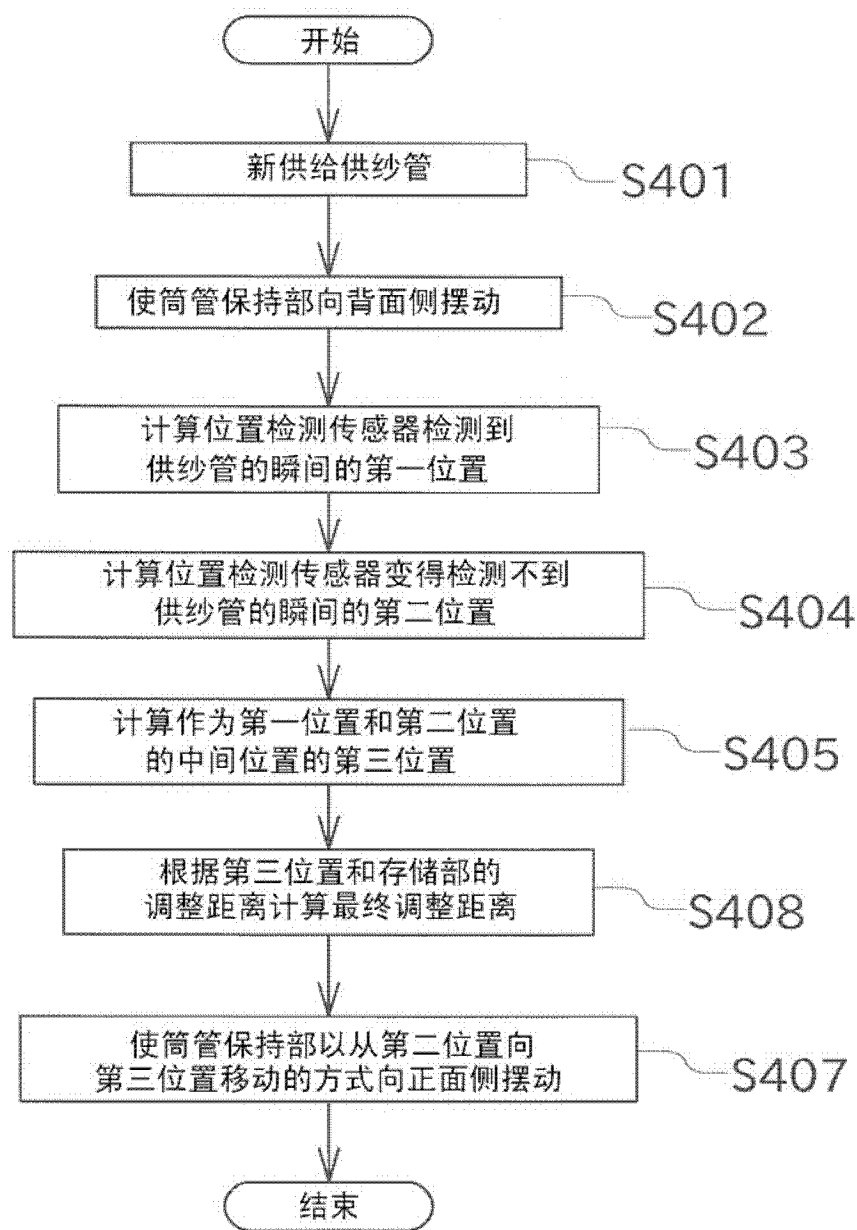 开始
新供给供纱管
S401
使筒管保持部向背面侧摆动
S402
计算位置检测传感器检测到
供纱管的瞬间的第一位置
S403
计算位置检测传感器变得检测不到
供纱管的瞬间的第二位置
S404
计算作为第一位置和第二位置
的中间位置的第三位置
S405
根据第三位置和存储部的
调整距离计算最终调整距离
S408
使筒管保持部以从第二位置向
第三位置移动的方式向正面侧摆动
S407
结束